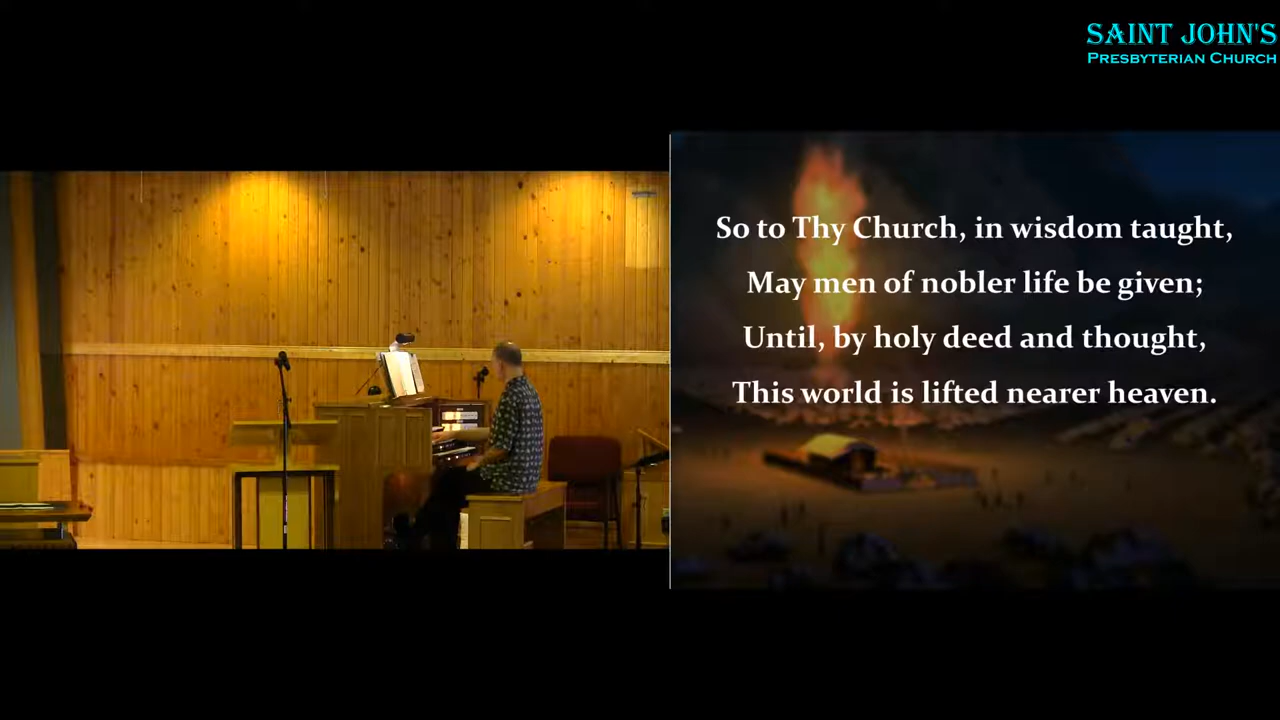 SAINT JOHN'S
PRESBYTERIAN CHURCH
So to Thy Church, in wisdom taught,
May men of nobler life be given;
Until, by holy deed and thought,
This world is lifted nearer heaven.